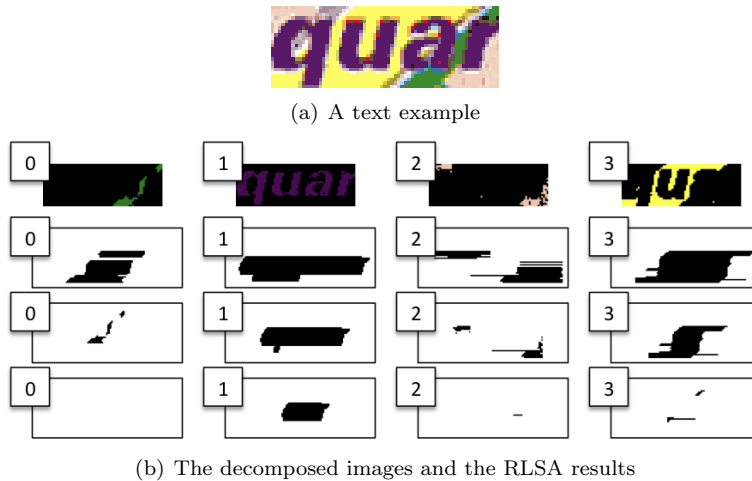 quar
(a) A text example
0 1 2 3
quar
qu
0 1 2 3
0 1 2 3
0 1 2 3
(b) The decomposed images and the RLSA results